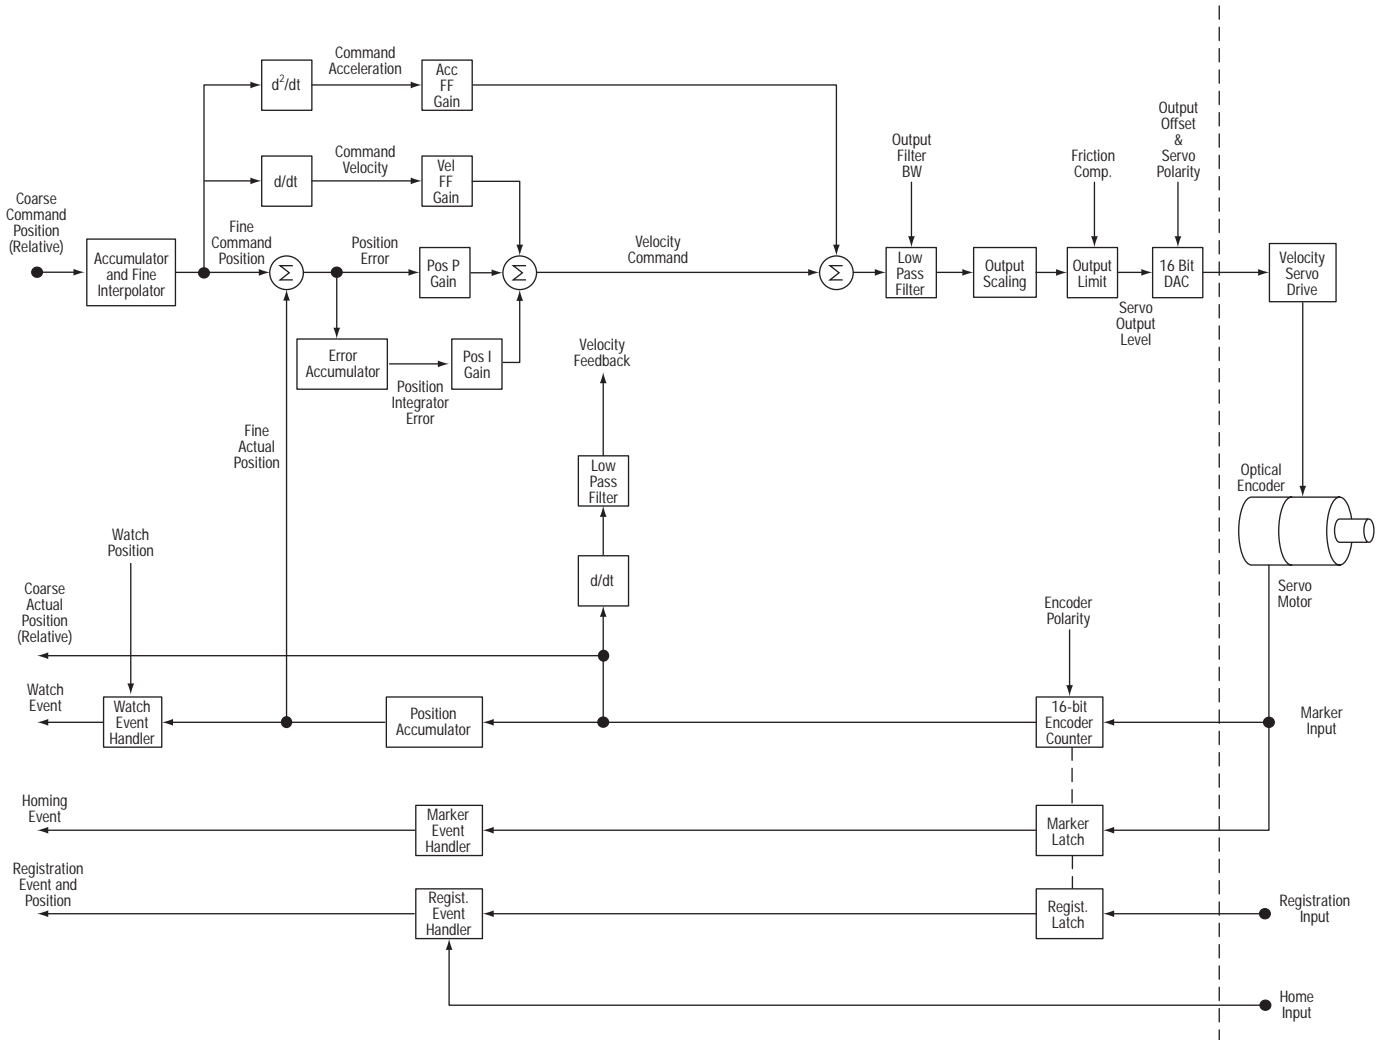 Command
Acceleration
d²/dt
Acc
FF
Gain
Command
Velocity
d/dt
Vel
FF
Gain
Output
Filter
BW
Friction
Comp.
Output
Offset
&
Servo
Polarity
Coarse
Command
Position
(Relative)
Accumulator
and Fine
Interpolator
Fine
Command
Position
Σ
Position
Error
Pos P
Gain
Σ
Velocity
Command
Σ
Low
Pass
Filter
Output
Scaling
Output
Limit
Servo
Output
Level
16 Bit
DAC
Velocity
Servo
Drive
Error
Accumulator
Position
Integrator
Error
Pos I
Gain
Velocity
Feedback
Fine
Actual
Position
Low
Pass
Filter
Optical
Encoder
Servo
Motor
Watch
Position
d/dt
Coarse
Actual
Position
(Relative)
Encoder
Polarity
Watch
Event
Watch
Event
Handler
Position
Accumulator
16-bit
Encoder
Counter
Marker
Input
Homing
Event
Marker
Event
Handler
Marker
Latch
Registration
Event and
Position
Regist.
Event
Handler
Regist.
Latch
Registration
Input
Home
Input